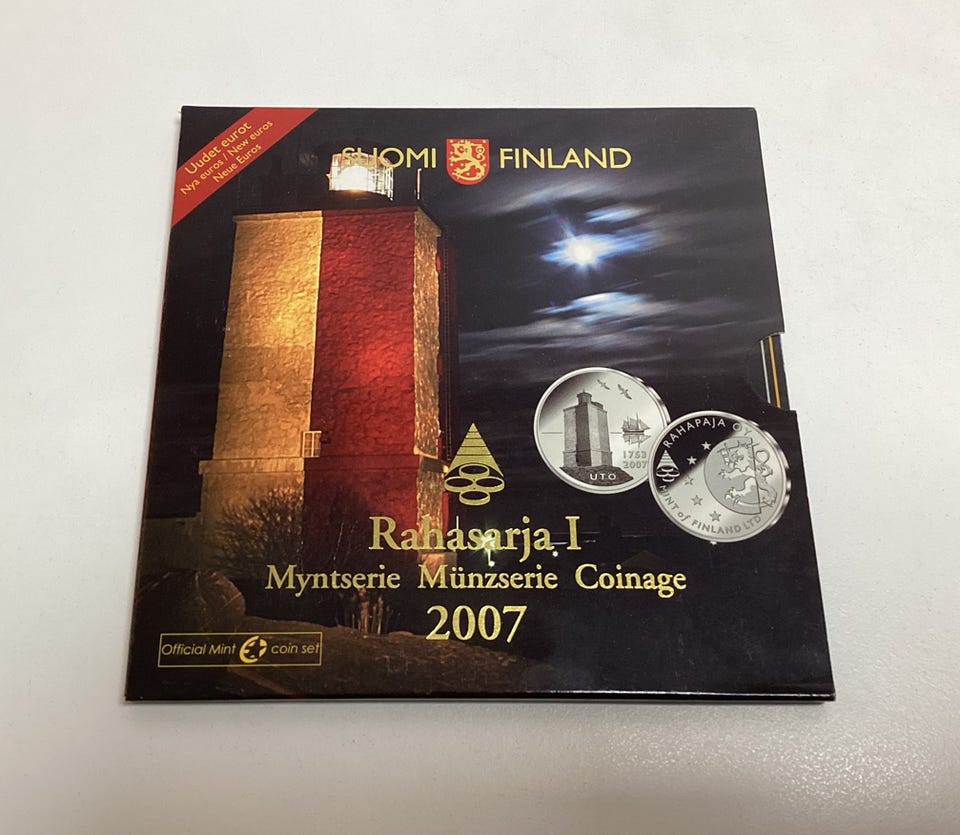 Uudet eurot
Nya euros / New euros
Neue Euros
SUOMI FINLAND
1753
2007
UTÖ
RAHAPAJA OY
MINT of FINLAND LTD
Rahasarja I
Myntserie Münzserie Coinage
2007
Official Mint coin set